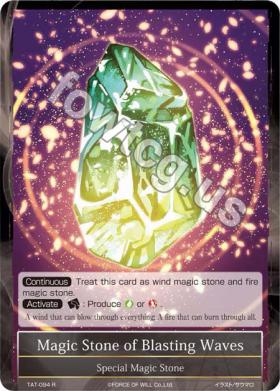 fowtcg.us
Continuous Treat this card as wind magic stone and fire
magic stone.
Activate : Produce or .
A wind that can blow through everything; A fire that can burn through all.
Magic Stone of Blasting Waves
Special Magic Stone
TAT-094 R
©FORCE OF WILL Co.,Ltd.
イラスト/サウマロ